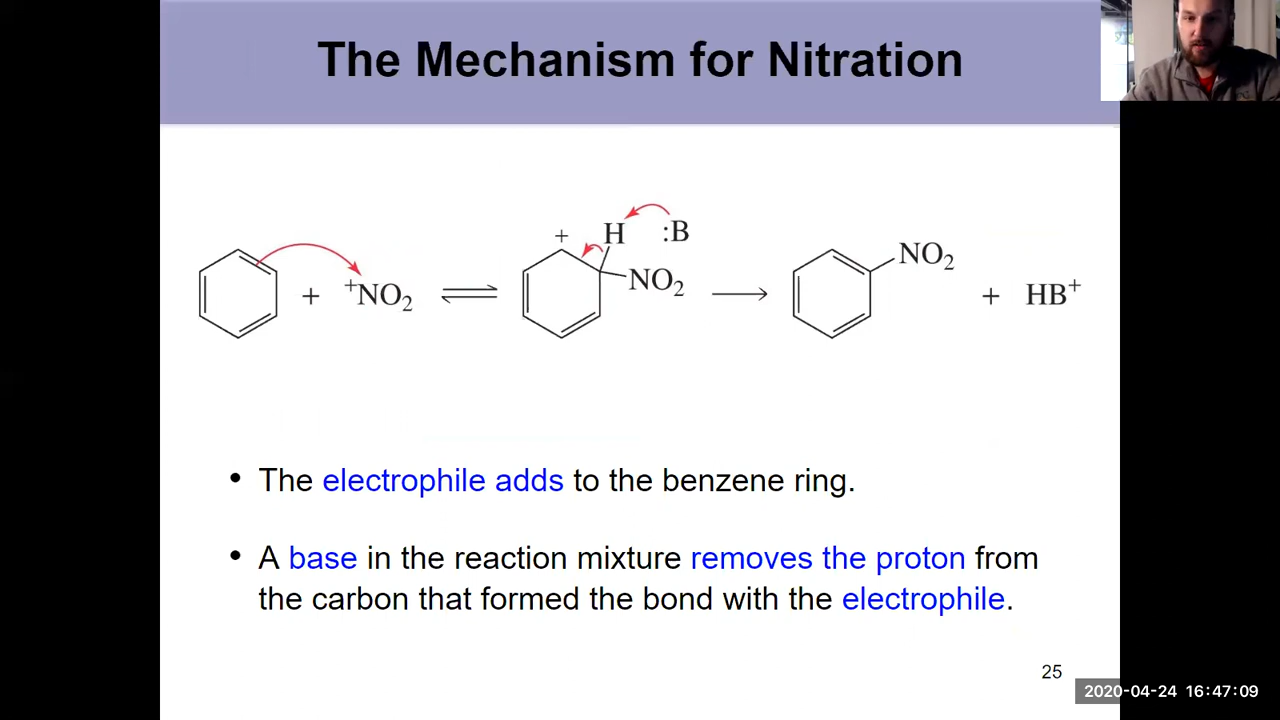 The Mechanism for Nitration
+ H :B
+ ⁺NO₂ NO₂ NO₂ + HB⁺
• The electrophile adds to the benzene ring.
• A base in the reaction mixture removes the proton from
the carbon that formed the bond with the electrophile.
25
2020-04-24 16:47:09